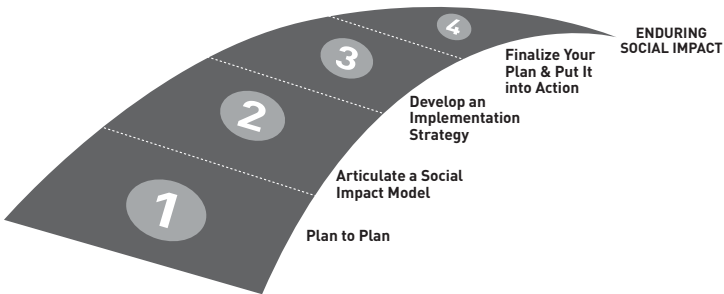 1
Plan to Plan
2
Articulate a Social
Impact Model
3
Develop an
Implementation
Strategy
4
Finalize Your
Plan & Put It
into Action
ENDURING
SOCIAL IMPACT